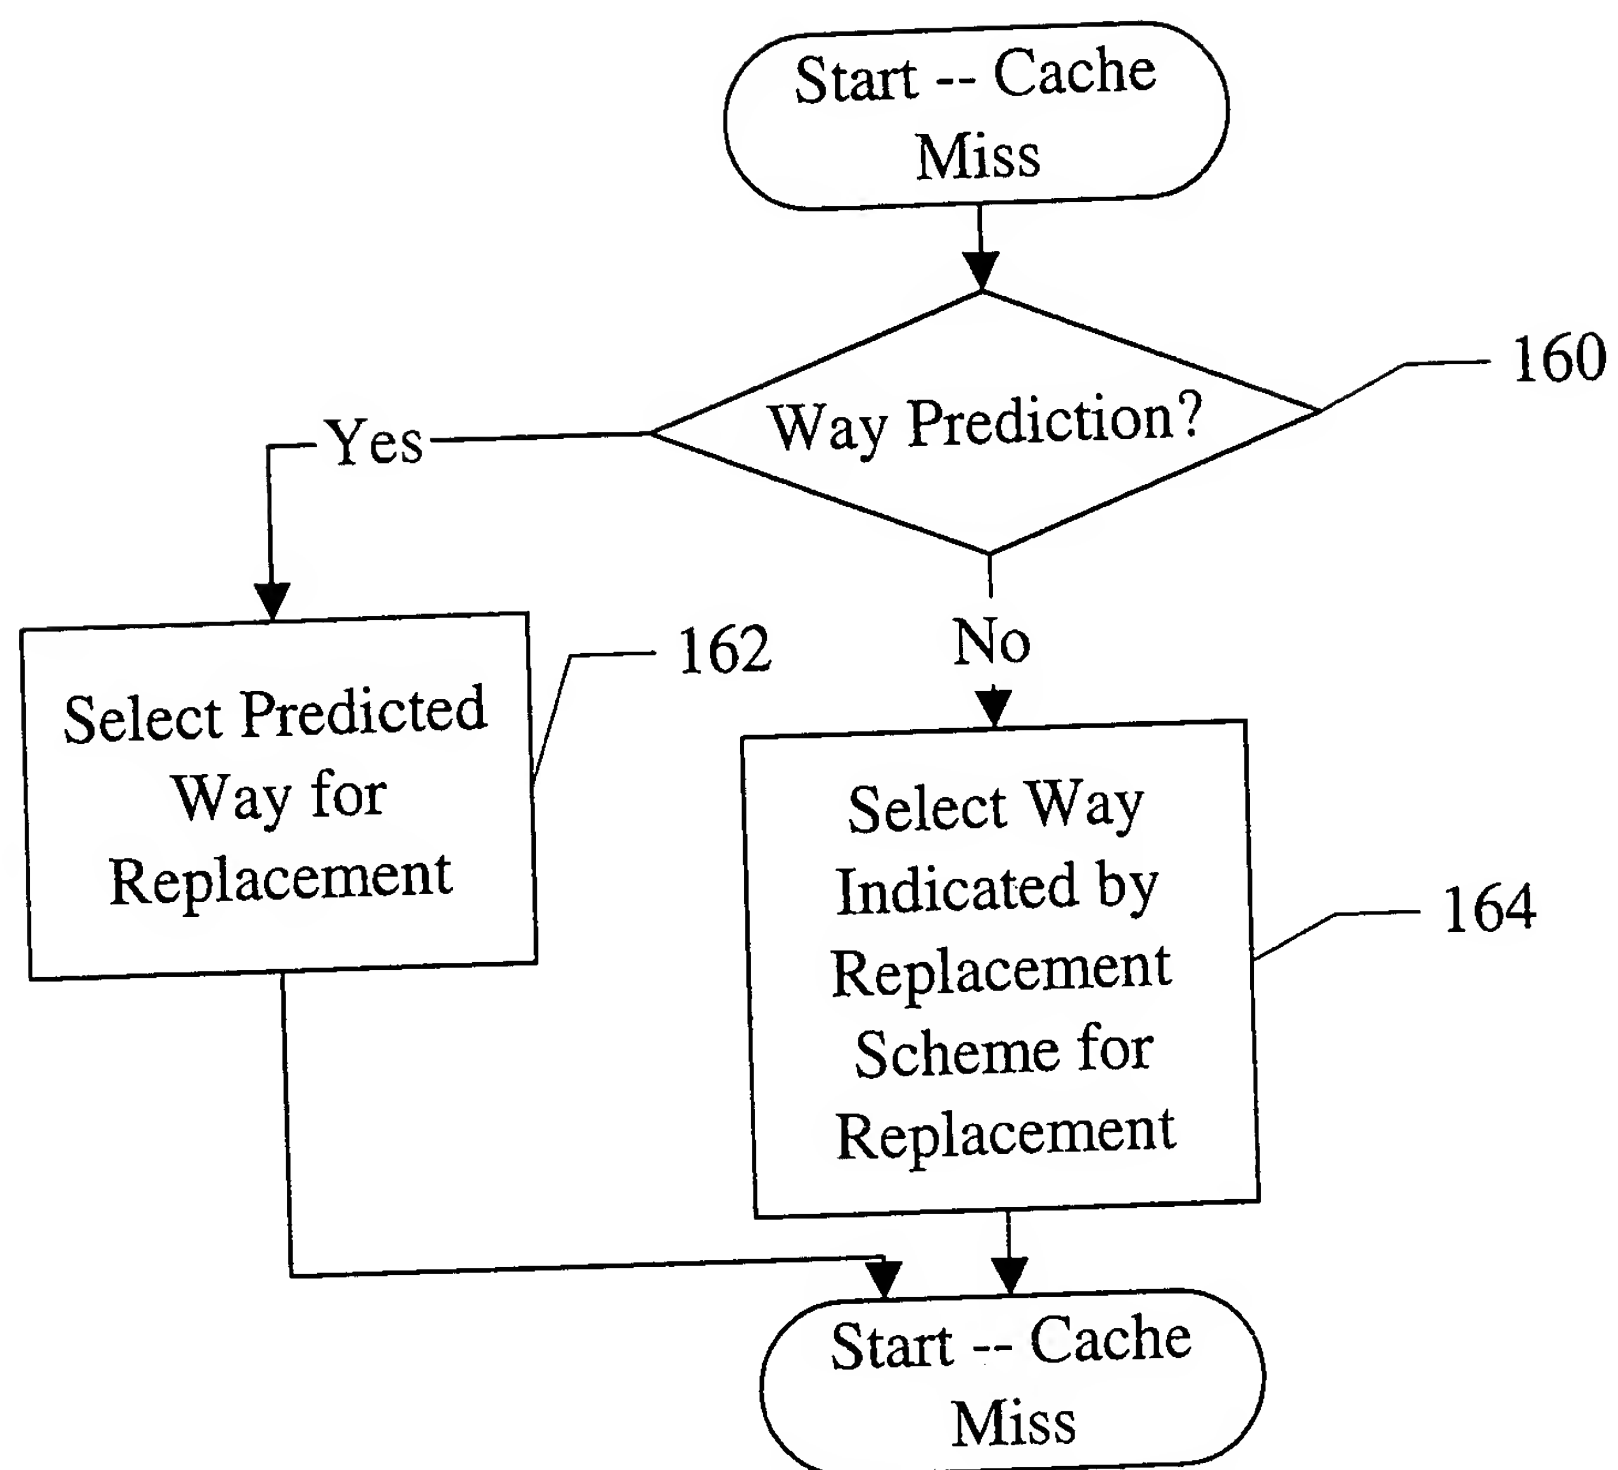 Start -- Cache
Miss
160
Way Prediction?
Yes
No
162
Select Predicted
Way for
Replacement
Select Way
Indicated by
Replacement
Scheme for
Replacement
164
Start -- Cache
Miss